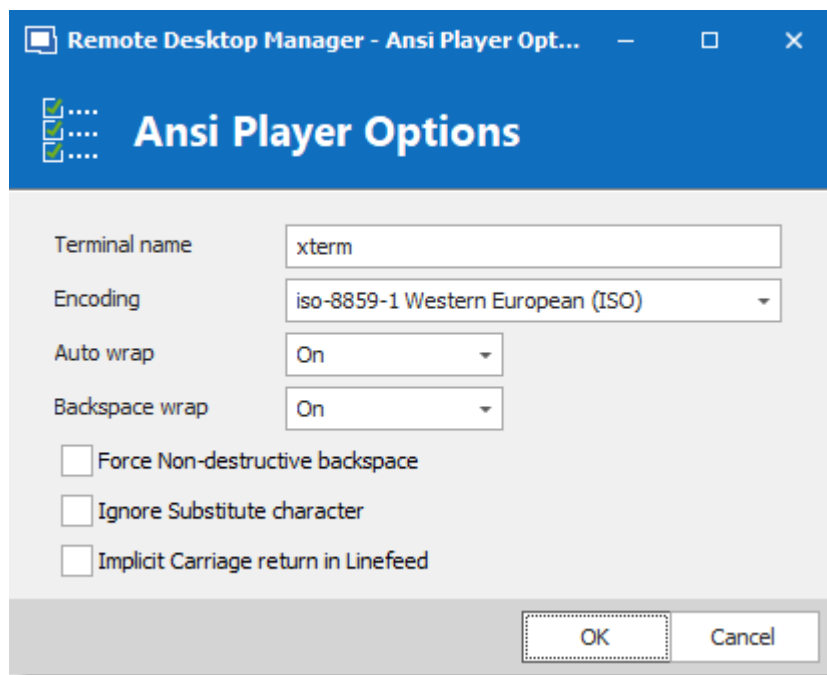 Remote Desktop Manager - Ansi Player Opt...
Ansi Player Options
Terminal name xterm
Encoding iso-8859-1 Western European (ISO)
Auto wrap On
Backspace wrap On
Force Non-destructive backspace
Ignore Substitute character
Implicit Carriage return in Linefeed
OK Cancel